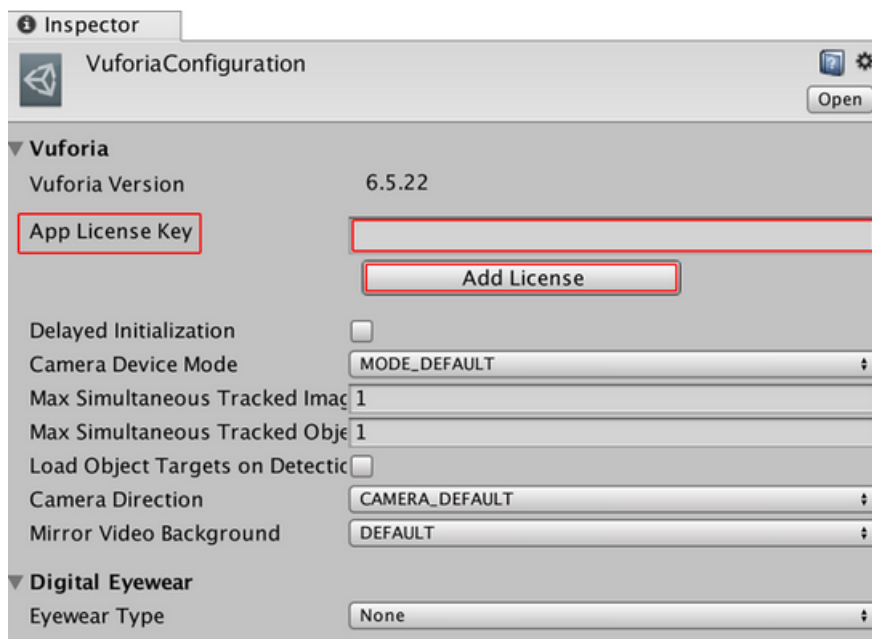 Inspector
VuforiaConfiguration
Open
Vuforia
Vuforia Version 6.5.22
App License Key
Add License
Delayed Initialization
Camera Device Mode MODE_DEFAULT
Max Simultaneous Tracked Imag 1
Max Simultaneous Tracked Obje 1
Load Object Targets on Detectic
Camera Direction CAMERA_DEFAULT
Mirror Video Background DEFAULT
Digital Eyewear
Eyewear Type None